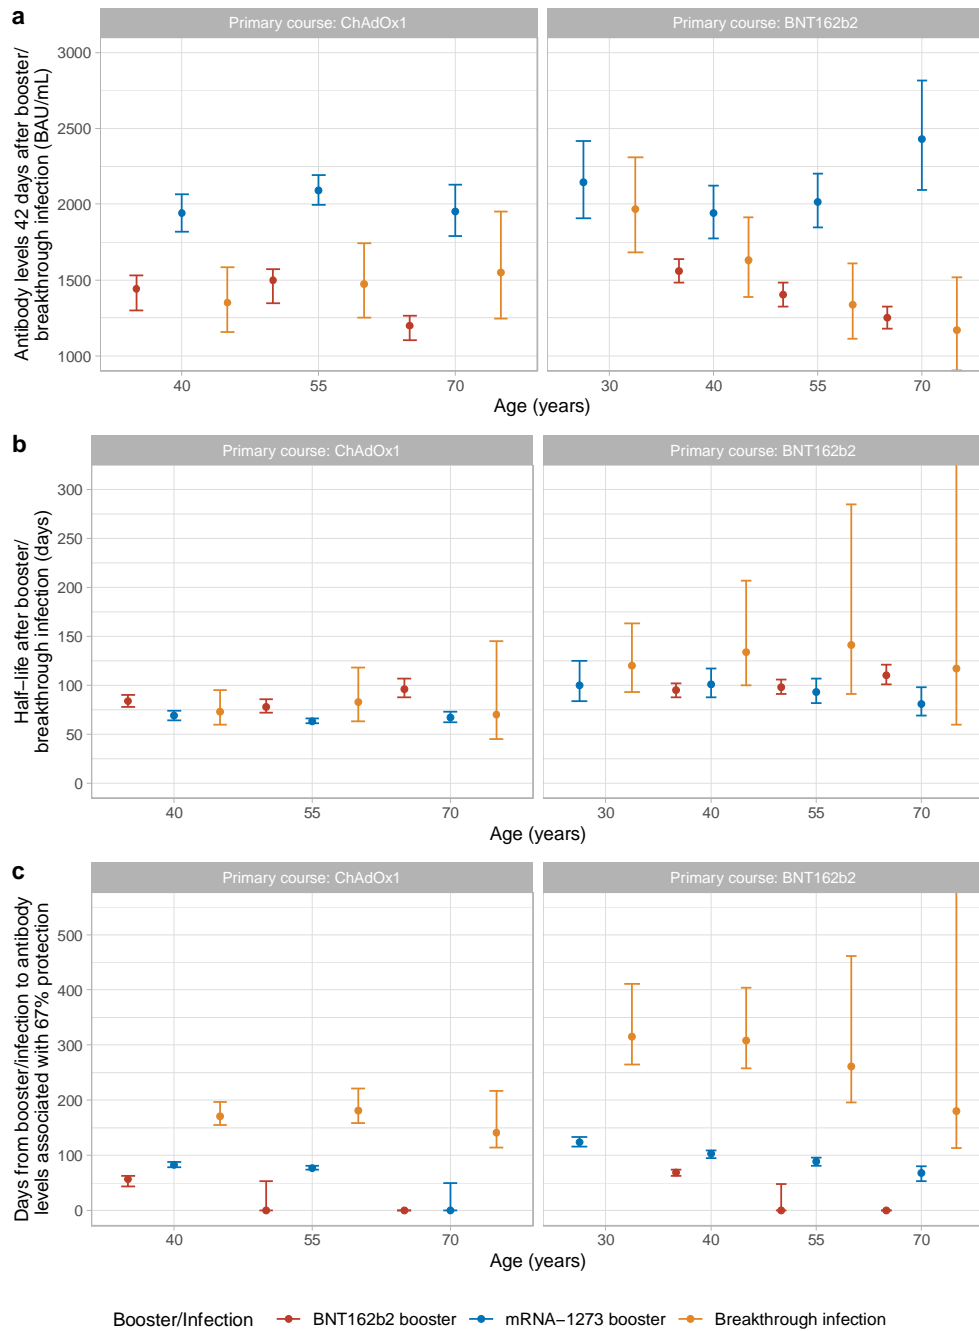 a
Primary course: ChAdOx1
Primary course: BNT162b2
Antibody levels 42 days after booster/
breakthrough infection (BAU/mL)
3000
2500
2000
1500
1000
40
55
70
30
40
55
70
Age (years)
b
Primary course: ChAdOx1
Primary course: BNT162b2
Half−life after booster/
breakthrough infection (days)
300
250
200
150
100
50
0
40
55
70
30
40
55
70
Age (years)
c
Primary course: ChAdOx1
Primary course: BNT162b2
Days from booster/infection to antibody
levels associated with 67% protection
500
400
300
200
100
0
40
55
70
30
40
55
70
Age (years)
Booster/Infection
BNT162b2 booster
mRNA−1273 booster
Breakthrough infection